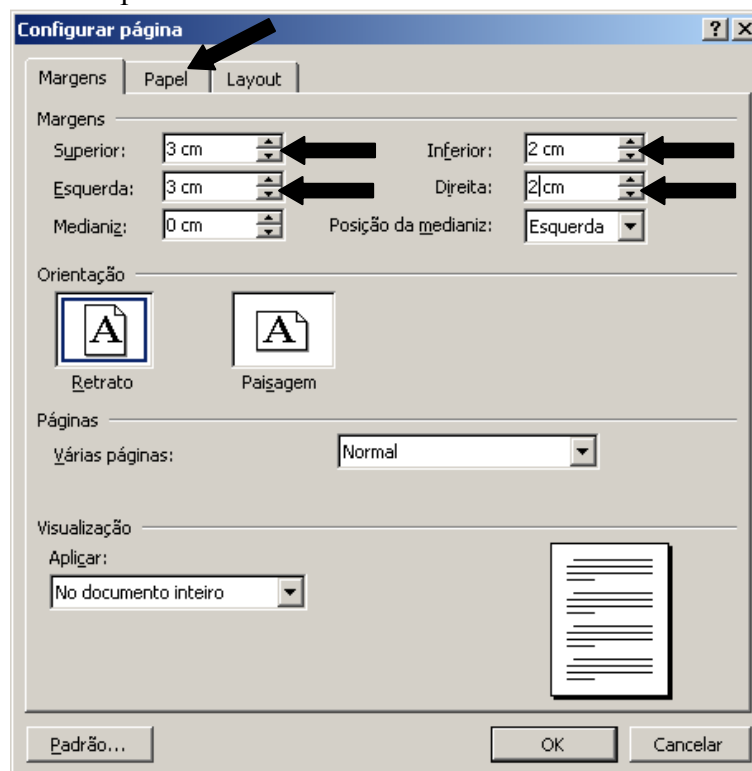 Configurar página
Margens Papel Layout
Margens
Superior: 3 cm Inferior: 2 cm
Esquerda: 3 cm Direita: 2 cm
Medianiz: 0 cm Posição da medianiz: Esquerda
Orientação
A A
Retrato Paisagem
Páginas
Várias páginas: Normal
Visualização
Aplicar:
No documento inteiro
Padrão... OK Cancelar